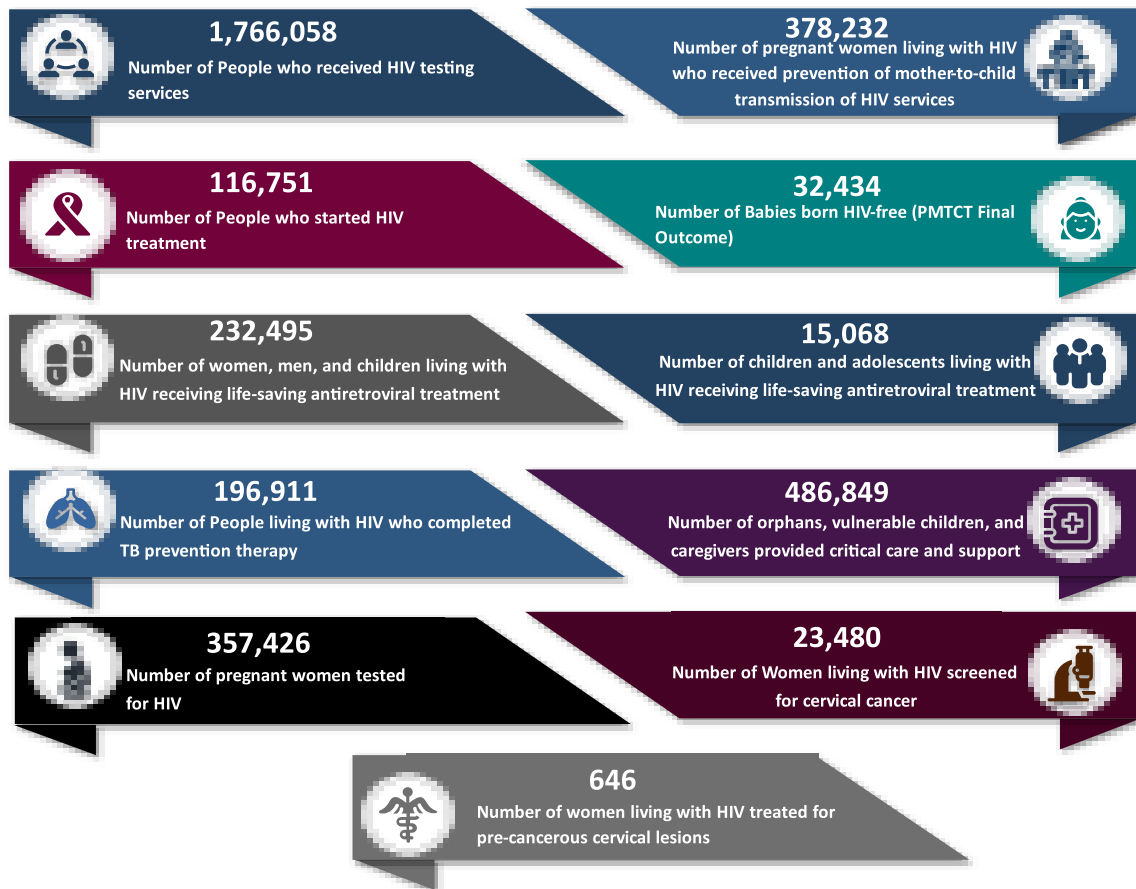 1,766,058
Number of People who received HIV testing
services
378,232
Number of pregnant women living with HIV
who received prevention of mother-to-child
transmission of HIV services
116,751
Number of People who started HIV
treatment
32,434
Number of Babies born HIV-free (PMTCT Final
Outcome)
232,495
Number of women, men, and children living with
HIV receiving life-saving antiretroviral treatment
15,068
Number of children and adolescents living with
HIV receiving life-saving antiretroviral treatment
196,911
Number of People living with HIV who completed
TB prevention therapy
486,849
Number of orphans, vulnerable children, and
caregivers provided critical care and support
357,426
Number of pregnant women tested
for HIV
23,480
Number of Women living with HIV screened
for cervical cancer
646
Number of women living with HIV treated for
pre-cancerous cervical lesions